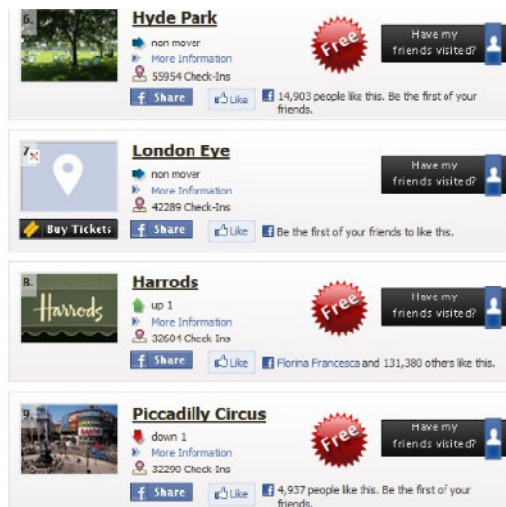 6.
Hyde Park
non mover
More Information
55954 Check-Ins
Free
Have my
friends visited?
Share
Like
14,903 people like this. Be the first of your
friends.
7.
London Eye
non mover
More Information
42289 Check-Ins
Have my
friends visited?
Buy Tickets
Share
Like
Be the first of your friends to like this.
8.
Harrods
Harrods
up 1
More Information
32604 Check Ins
Free
Have my
friends visited?
Share
Like
Florina Francesca and 131,380 others like this.
9.
Piccadilly Circus
down 1
More Information
32290 Check-Ins
Free
Have my
friends visited?
Share
Like
4,937 people like this. Be the first of your
friends.